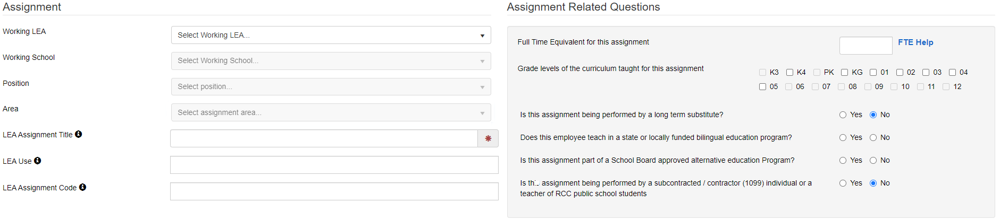 Assignment
Working LEA
Select Working LEA...
Working School
Select Working School...
Position
Select position...
Area
Select assignment area...
LEA Assignment Title
LEA Use
LEA Assignment Code
Assignment Related Questions
Full Time Equivalent for this assignment
FTE Help
Grade levels of the curriculum taught for this assignment
K3 K4 PK KG 01 02 03 04
05 06 07 08 09 10 11 12
Is this assignment being performed by a long term substitute?
Yes No
Does this employee teach in a state or locally funded bilingual education program?
Yes No
Is this assignment part of a School Board approved alternative education Program?
Yes No
Is assignment being performed by a subcontracted / contractor (1099) individual or a
teacher of RCC public school students
Yes No